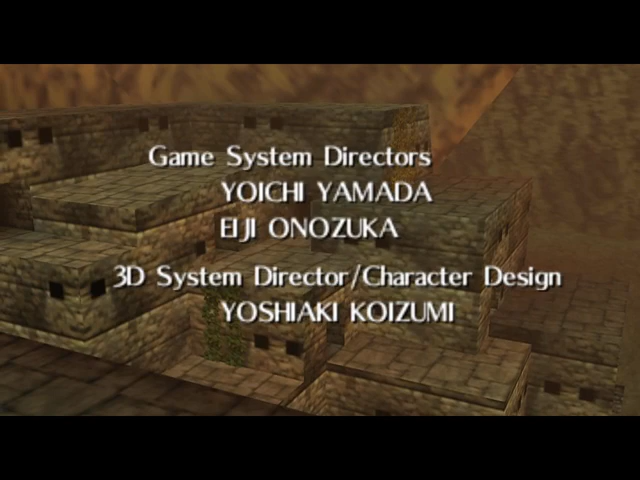 Game System Directors
YOICHI YAMADA
EIJI ONOZUKA
3D System Director/Character Design
YOSHIAKI KOIZUMI